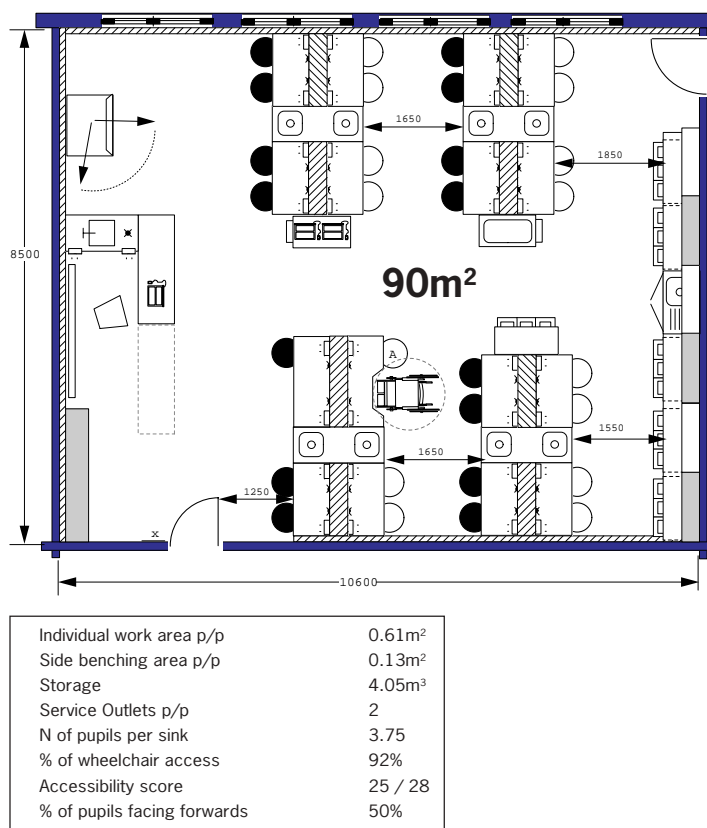 1650
1850
8500
90m²
A
1650
1550
1250
x
10600
Individual work area p/p 0.61m²
Side benching area p/p 0.13m²
Storage 4.05m³
Service Outlets p/p 2
N of pupils per sink 3.75
% of wheelchair access 92%
Accessibility score 25 / 28
% of pupils facing forwards 50%